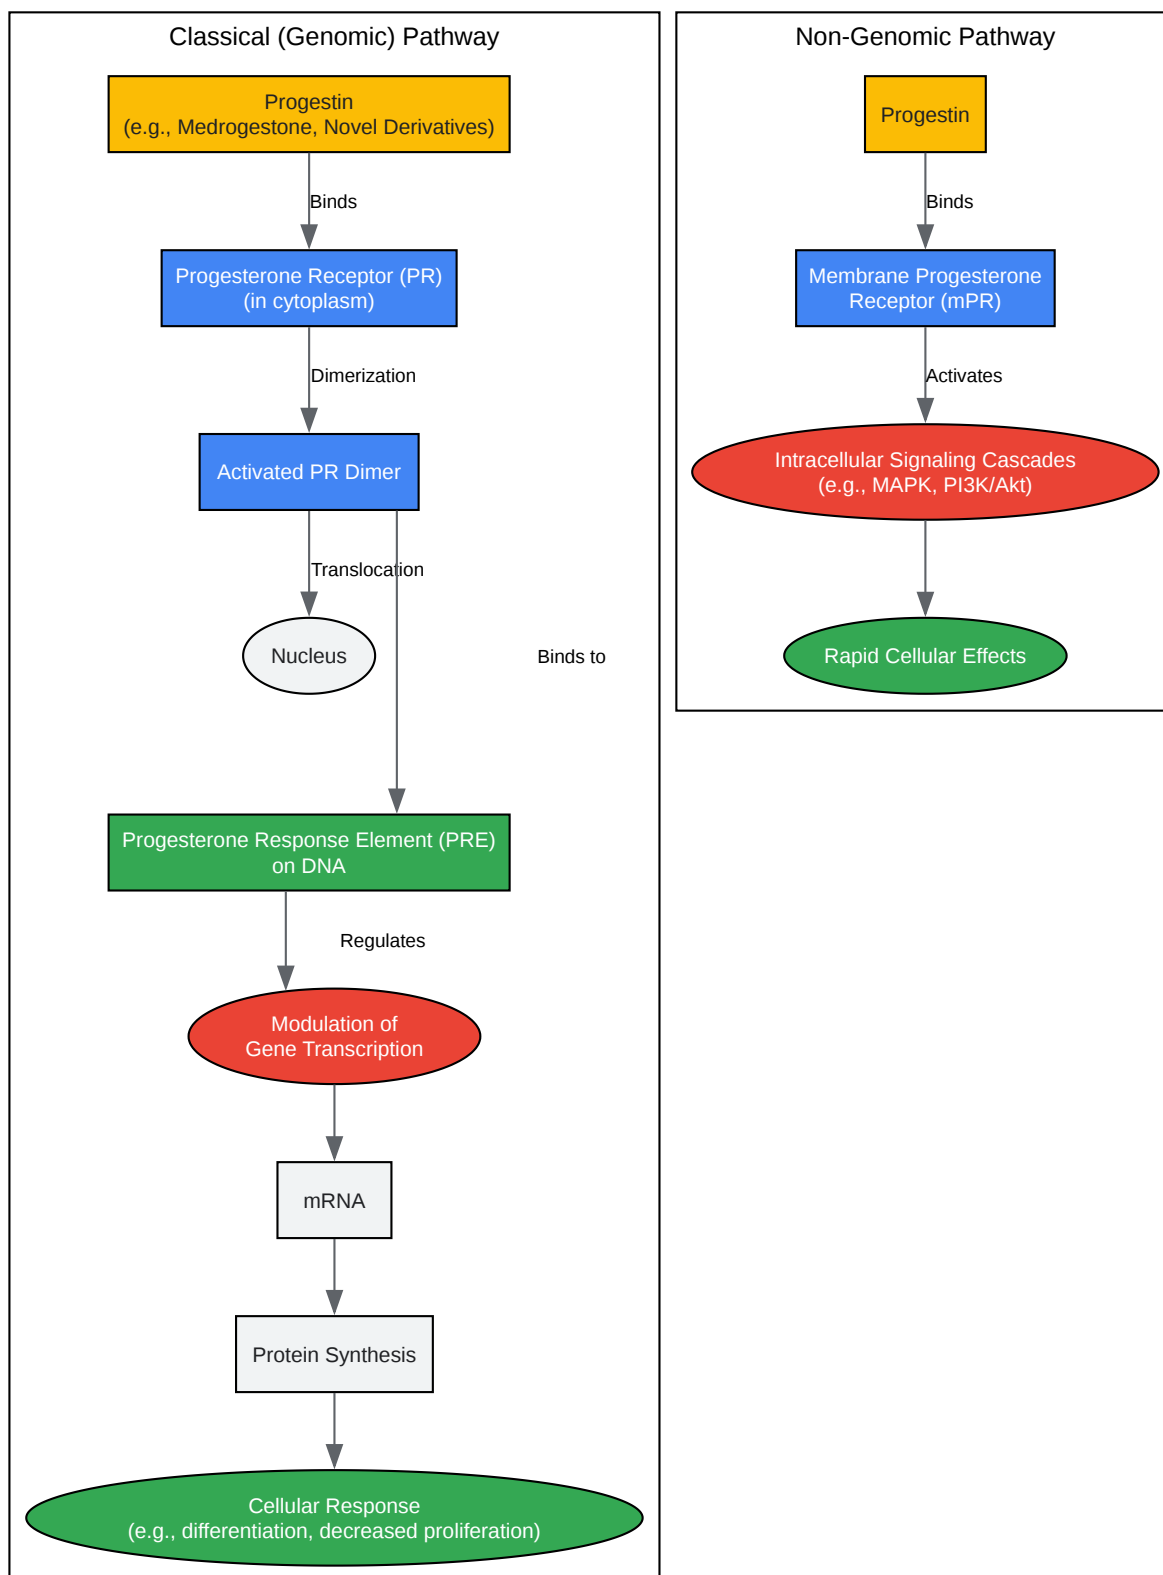 Classical (Genomic) Pathway
Progestin
(e.g., Medrogestone, Novel Derivatives)
Binds
Progesterone Receptor (PR)
(in cytoplasm)
Dimerization
Activated PR Dimer
Translocation
Nucleus
Binds to
Progesterone Response Element (PRE)
on DNA
Regulates
Modulation of
Gene Transcription
mRNA
Protein Synthesis
Cellular Response
(e.g., differentiation, decreased proliferation)
Non-Genomic Pathway
Progestin
Binds
Membrane Progesterone
Receptor (mPR)
Activates
Intracellular Signaling Cascades
(e.g., MAPK, PI3K/Akt)
Rapid Cellular Effects